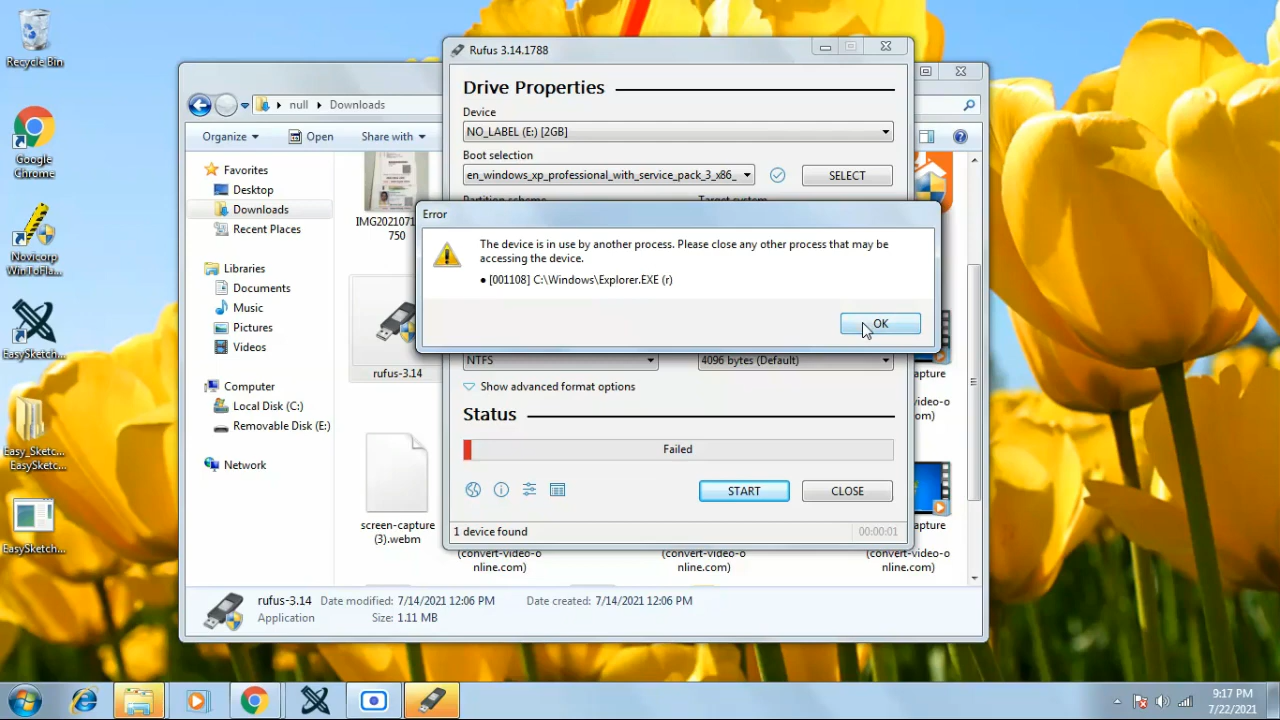 Recycle Bin
Google
Chrome
Novicorp
WinToFla...
EasySketch...
Easy_Sketc...
EasySketc...
EasySketch...
null
Downloads
Organize
Open
Share with
Favorites
Desktop
Downloads
Recent Places
Libraries
Documents
Music
Pictures
Videos
Computer
Local Disk (C:)
Removable Disk (E:)
Network
750
rufus-3.14
screen-capture
(3).webm
(convert-video-o
nline.com)
(convert-video-o
nline.com)
(convert-video-o
nline.com)
rufus-3.14
Date modified: 7/14/2021 12:06 PM
Date created: 7/14/2021 12:06 PM
Application
Size: 1.11 MB
Rufus 3.14.1788
Drive Properties
Device
NO_LABEL (E:) [2GB]
Boot selection
en_windows_xp_professional_with_service_pack_3_x86_
SELECT
Error
The device is in use by another process. Please close any other process that may be
accessing the device.
● [001108] C:\Windows\Explorer.EXE (r)
OK
NTFS
4096 bytes (Default)
Show advanced format options
Status
Failed
START
CLOSE
1 device found
00:00:01
9:17 PM
7/22/2021